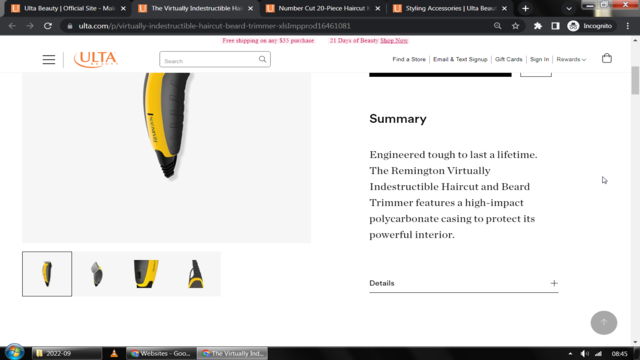 Ulta Beauty | Official Site - Mak
The Virtually Indestructible Hai
Number Cut 20-Piece Haircut K
Styling Accessories | Ulta Beaut
ulta.com/p/virtually-indestructible-haircut-beard-trimmer-xlsImpprod16461081
Incognito
Free shipping on any $35 purchase 21 Days of Beauty Shop Now
ULTA
BEAUTY
Search
Find a Store
Email & Text Signup
Gift Cards
Sign In
Rewards
Summary
Engineered tough to last a lifetime.
The Remington Virtually
Indestructible Haircut and Beard
Trimmer features a high-impact
polycarbonate casing to protect its
powerful interior.
Details
2022-09
Websites - Goo...
The Virtually Ind...
08:45